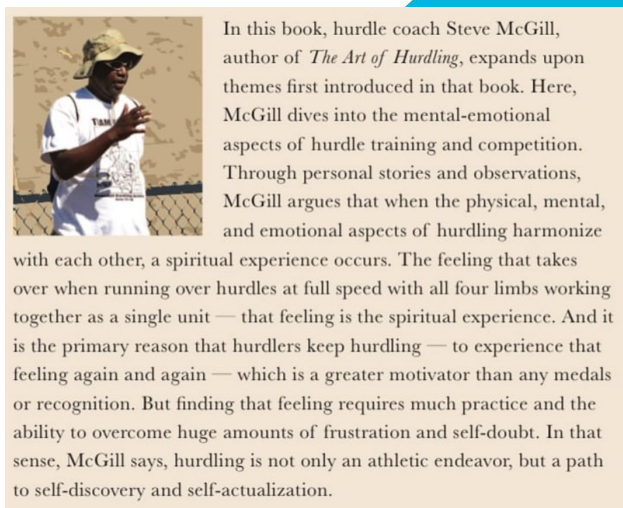 In this book, hurdle coach Steve McGill,
author of The Art of Hurdling, expands upon
themes first introduced in that book. Here,
McGill dives into the mental-emotional
aspects of hurdle training and competition.
Through personal stories and observations,
McGill argues that when the physical, mental,
and emotional aspects of hurdling harmonize
with each other, a spiritual experience occurs. The feeling that takes
over when running over hurdles at full speed with all four limbs working
together as a single unit — that feeling is the spiritual experience. And it
is the primary reason that hurdlers keep hurdling — to experience that
feeling again and again — which is a greater motivator than any medals
or recognition. But finding that feeling requires much practice and the
ability to overcome huge amounts of frustration and self-doubt. In that
sense, McGill says, hurdling is not only an athletic endeavor, but a path
to self-discovery and self-actualization.